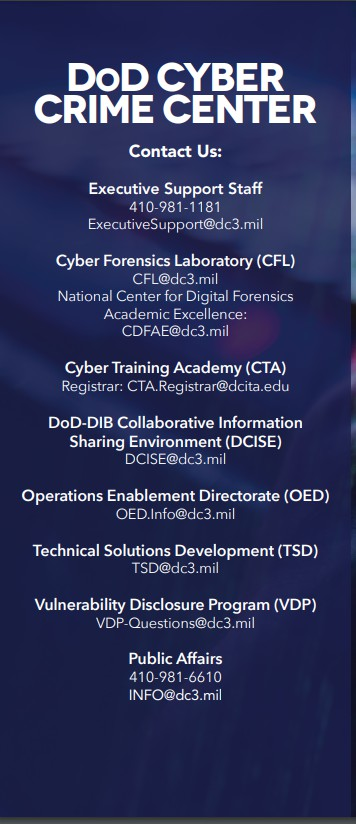 DoD CYBER
CRIME CENTER
Contact Us:
Executive Support Staff
410-981-1181
ExecutiveSupport@dc3.mil
Cyber Forensics Laboratory (CFL)
CFL@dc3.mil
National Center for Digital Forensics
Academic Excellence:
CDFAE@dc3.mil
Cyber Training Academy (CTA)
Registrar: CTA.Registrar@dcita.edu
DoD-DIB Collaborative Information
Sharing Environment (DCISE)
DCISE@dc3.mil
Operations Enablement Directorate (OED)
OED.Info@dc3.mil
Technical Solutions Development (TSD)
TSD@dc3.mil
Vulnerability Disclosure Program (VDP)
VDP-Questions@dc3.mil
Public Affairs
410-981-6610
INFO@dc3.mil